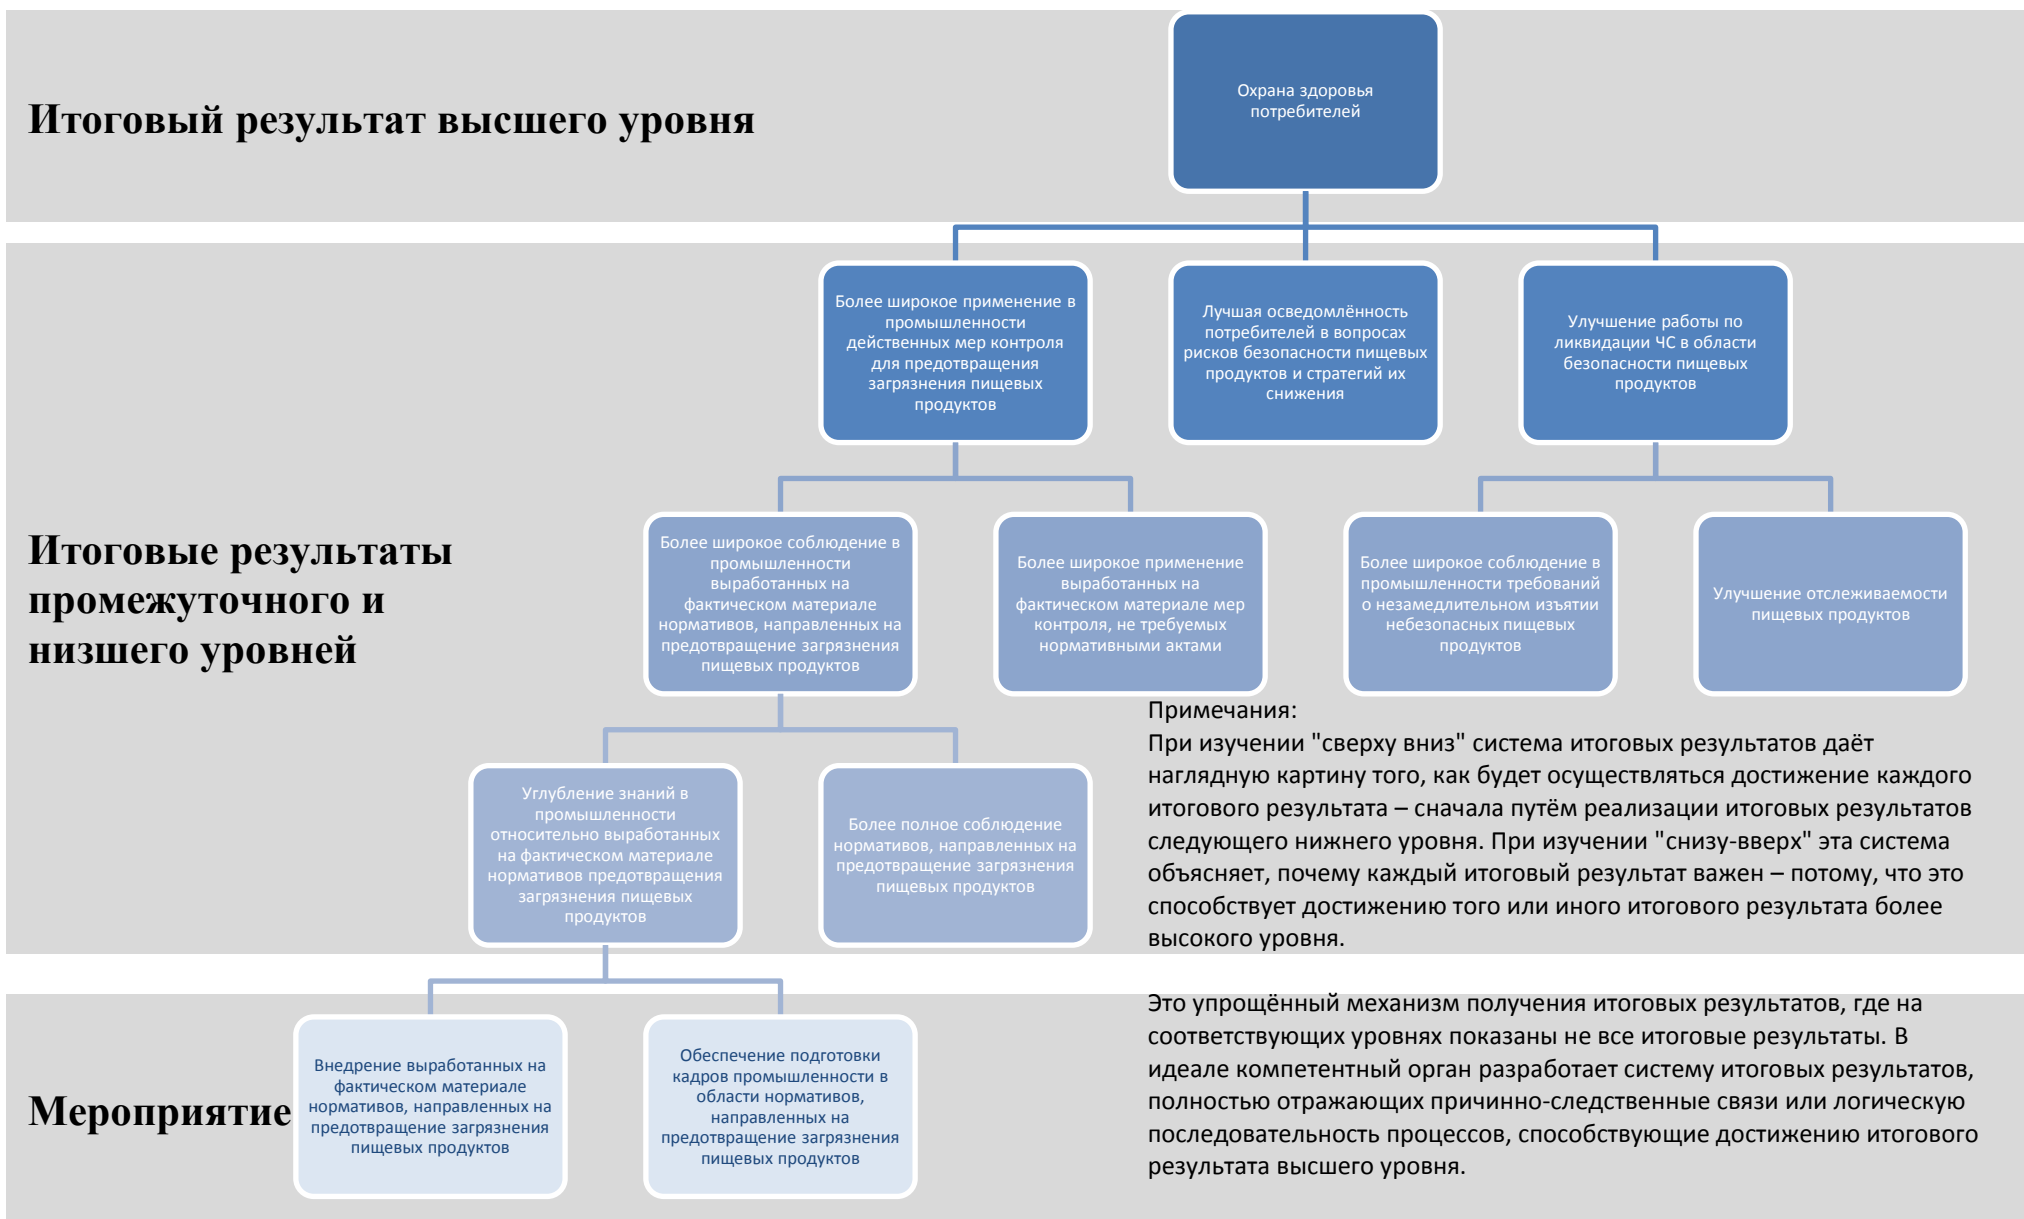 Итоговый результат высшего уровня
Охрана здоровья
потребителей
Итоговые результаты
промежуточного и
низшего уровней
Более широкое применение в
промышленности
действенных мер контроля
для предотвращения
загрязнения пищевых
продуктов
Лучшая осведомлённость
потребителей в вопросах
рисков безопасности пищевых
продуктов и стратегий их
снижения
Улучшение работы по
ликвидации ЧС в области
безопасности пищевых
продуктов
Более широкое соблюдение в
промышленности
выработанных на
фактическом материале
нормативов, направленных на
предотвращение загрязнения
пищевых продуктов
Более широкое применение
выработанных на
фактическом материале мер
контроля, не требуемых
нормативными актами
Более широкое соблюдение в
промышленности требований
о незамедлительном изъятии
небезопасных пищевых
продуктов
Улучшение отслеживаемости
пищевых продуктов
Углубление знаний в
промышленности
относительно выработанных
на фактическом материале
нормативов предотвращения
загрязнения пищевых
продуктов
Более полное соблюдение
нормативов, направленных на
предотвращение загрязнения
пищевых продуктов
Примечания:
При изучении "сверху вниз" система итоговых результатов даёт
наглядную картину того, как будет осуществляться достижение каждого
итогового результата – сначала путём реализации итоговых результатов
следующего нижнего уровня. При изучении "снизу-вверх" эта система
объясняет, почему каждый итоговый результат важен – потому, что это
способствует достижению того или иного итогового результата более
высокого уровня.
Мероприятие
Внедрение выработанных на
фактическом материале
нормативов, направленных на
предотвращение загрязнения
пищевых продуктов
Обеспечение подготовки
кадров промышленности в
области нормативов,
направленных на
предотвращение загрязнения
пищевых продуктов
Это упрощённый механизм получения итоговых результатов, где на
соответствующих уровнях показаны не все итоговые результаты. В
идеале компетентный орган разработает систему итоговых результатов,
полностью отражающих причинно-следственные связи или логическую
последовательность процессов, способствующие достижению итогового
результата высшего уровня.